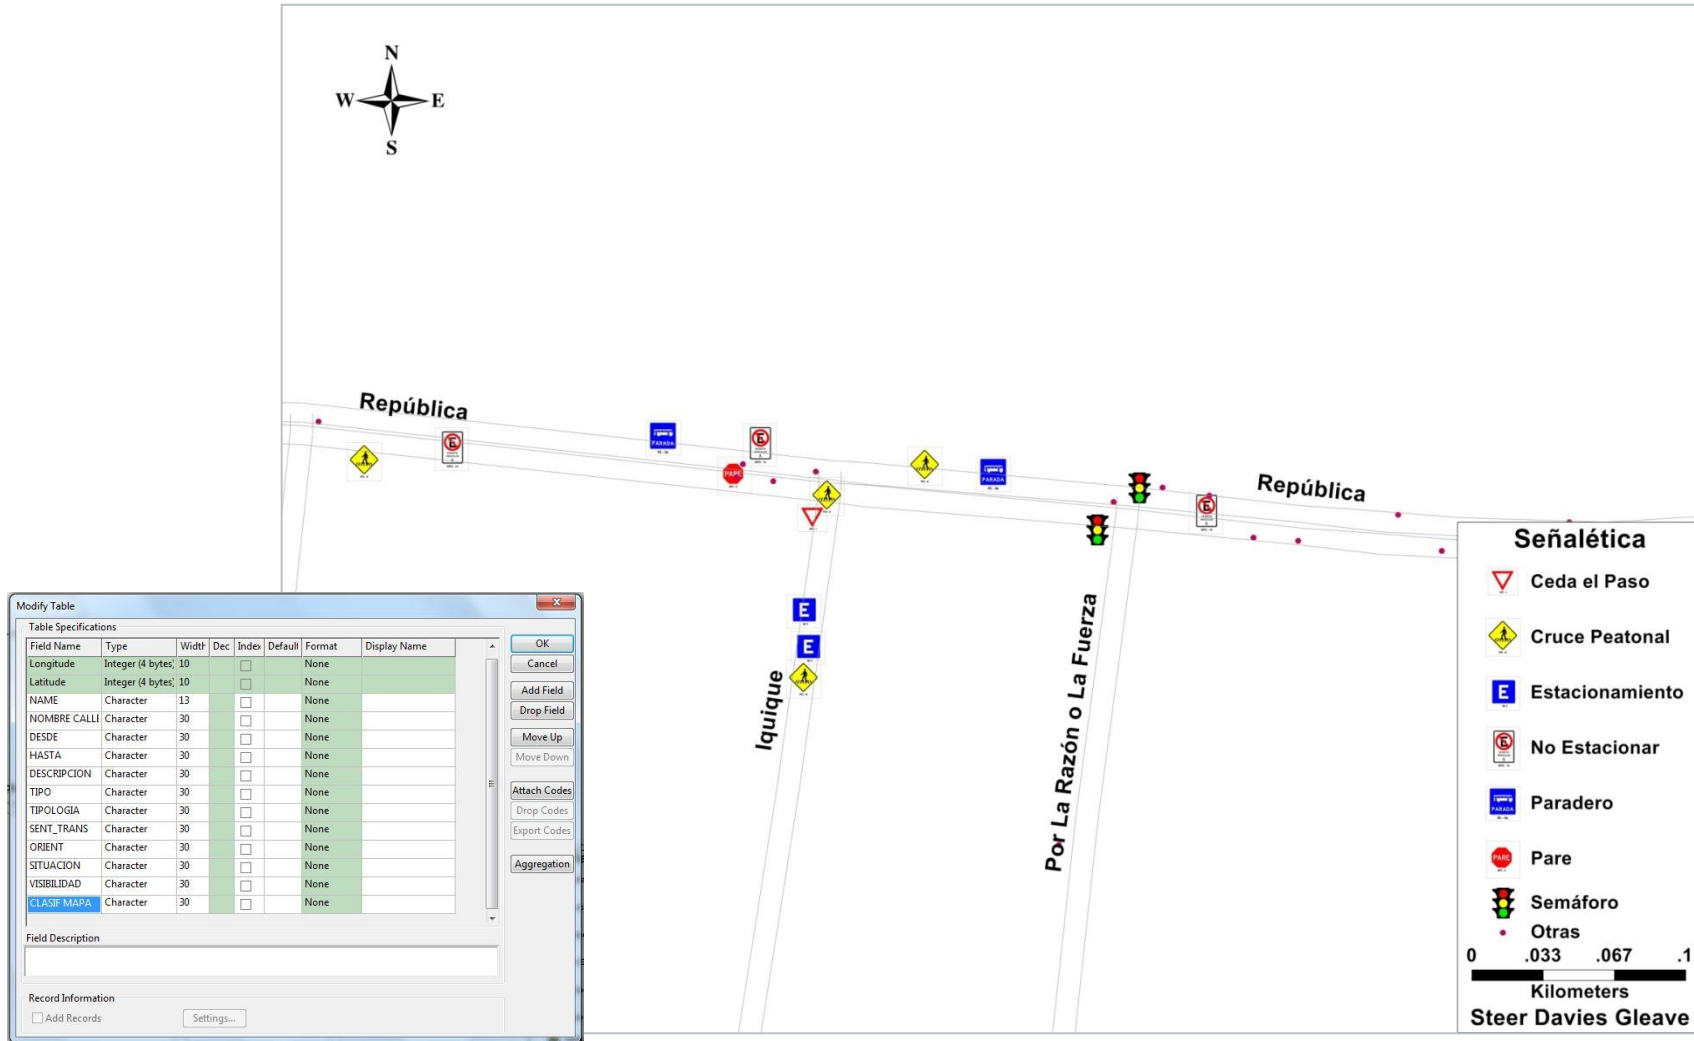 N
W E
S
República
República
Iquique
Por La Razón o La Fuerza
PARADA
PARE
PARADA
E
E
Señalética
Ceda el Paso
Cruce Peatonal
E Estacionamiento
No Estacionar
PARADA Paradero
PARE Pare
Semáforo
Otras
0 .033 .067 .1
Kilometers
Steer Davies Gleave
Modify Table
Table Specifications
Field Name Type Width Dec Index Default Format Display Name
Longitude Integer (4 bytes) 10 None
Latitude Integer (4 bytes) 10 None
NAME Character 13 None
NOMBRE CALLE Character 30 None
DESDE Character 30 None
HASTA Character 30 None
DESCRIPCION Character 30 None
TIPO Character 30 None
TIPOLOGIA Character 30 None
SENT_TRANS Character 30 None
ORIENT Character 30 None
SITUACION Character 30 None
VISIBILIDAD Character 30 None
CLASIF MAPA Character 30 None
OK
Cancel
Add Field
Drop Field
Move Up
Move Down
Attach Codes
Drop Codes
Export Codes
Aggregation
Field Description
Record Information
Add Records Settings...